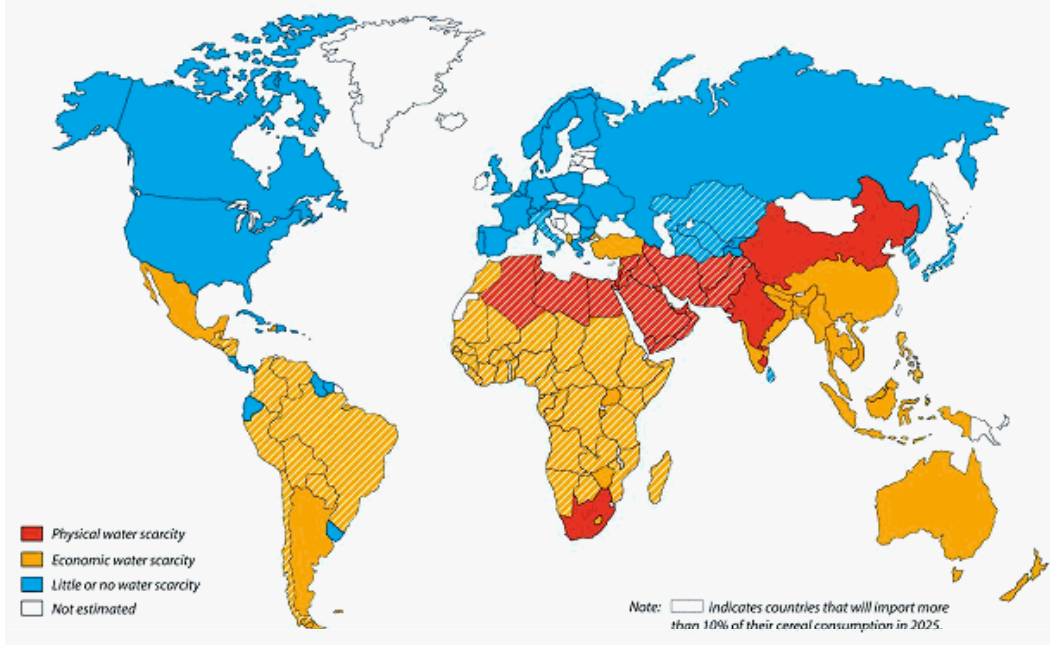 Physical water scarcity
Economic water scarcity
Little or no water scarcity
Not estimated
Note: indicates countries that will import more
than 10% of their cereal consumption in 2025.